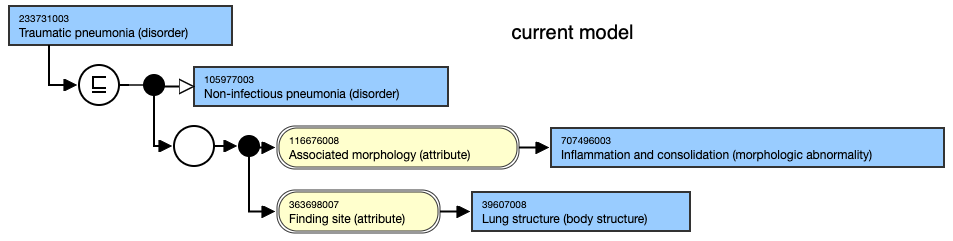 233731003
Traumatic pneumonia (disorder)
current model
⊑
105977003
Non-infectious pneumonia (disorder)
116676008
Associated morphology (attribute)
707496003
Inflammation and consolidation (morphologic abnormality)
363698007
Finding site (attribute)
39607008
Lung structure (body structure)